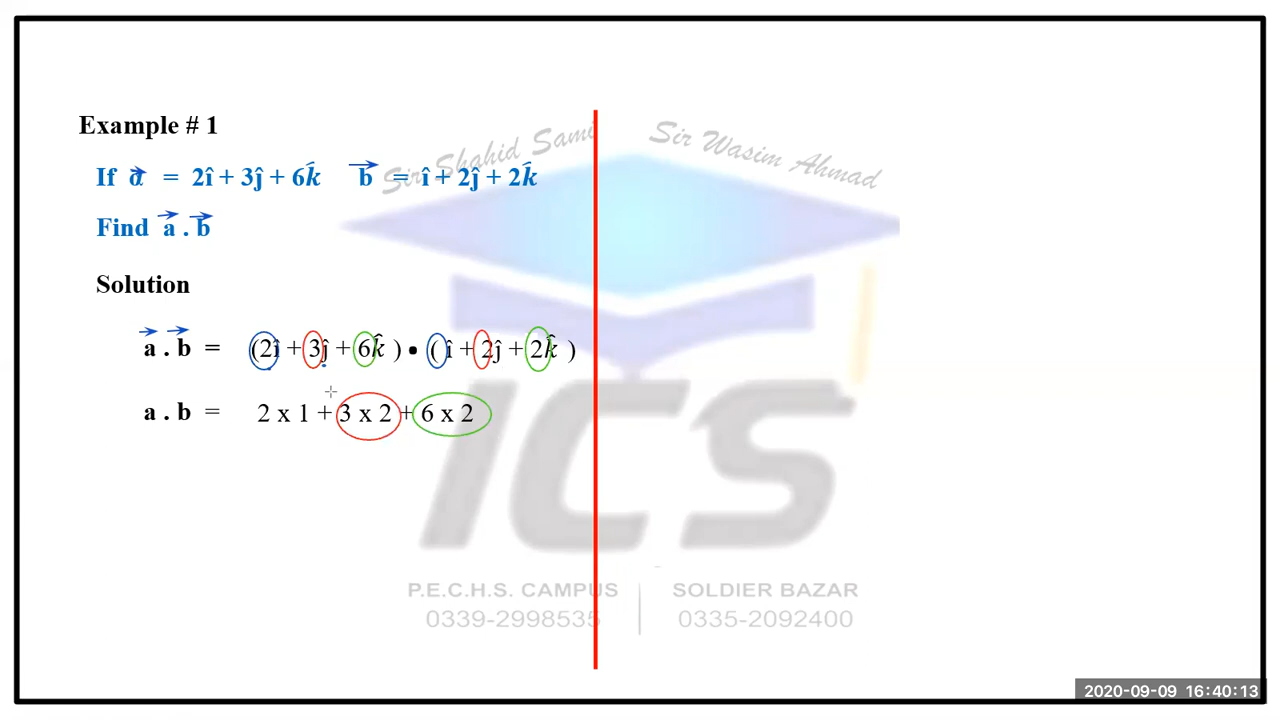 Example # 1
Sir Shahid Sami
Sir Wasim Ahmad
If a⃗ = 2î + 3ĵ + 6k̂ b⃗ = î + 2ĵ + 2k̂
Find a⃗ . b⃗
Solution
a⃗ . b⃗ = (2î + 3ĵ + 6k̂ ) • ( î + 2ĵ + 2k̂ )
a . b = 2 x 1 + 3 x 2 + 6 x 2
ICS
P.E.C.H.S. CAMPUS
0339-2998535
SOLDIER BAZAR
0335-2092400
2020-09-09 16:40:13